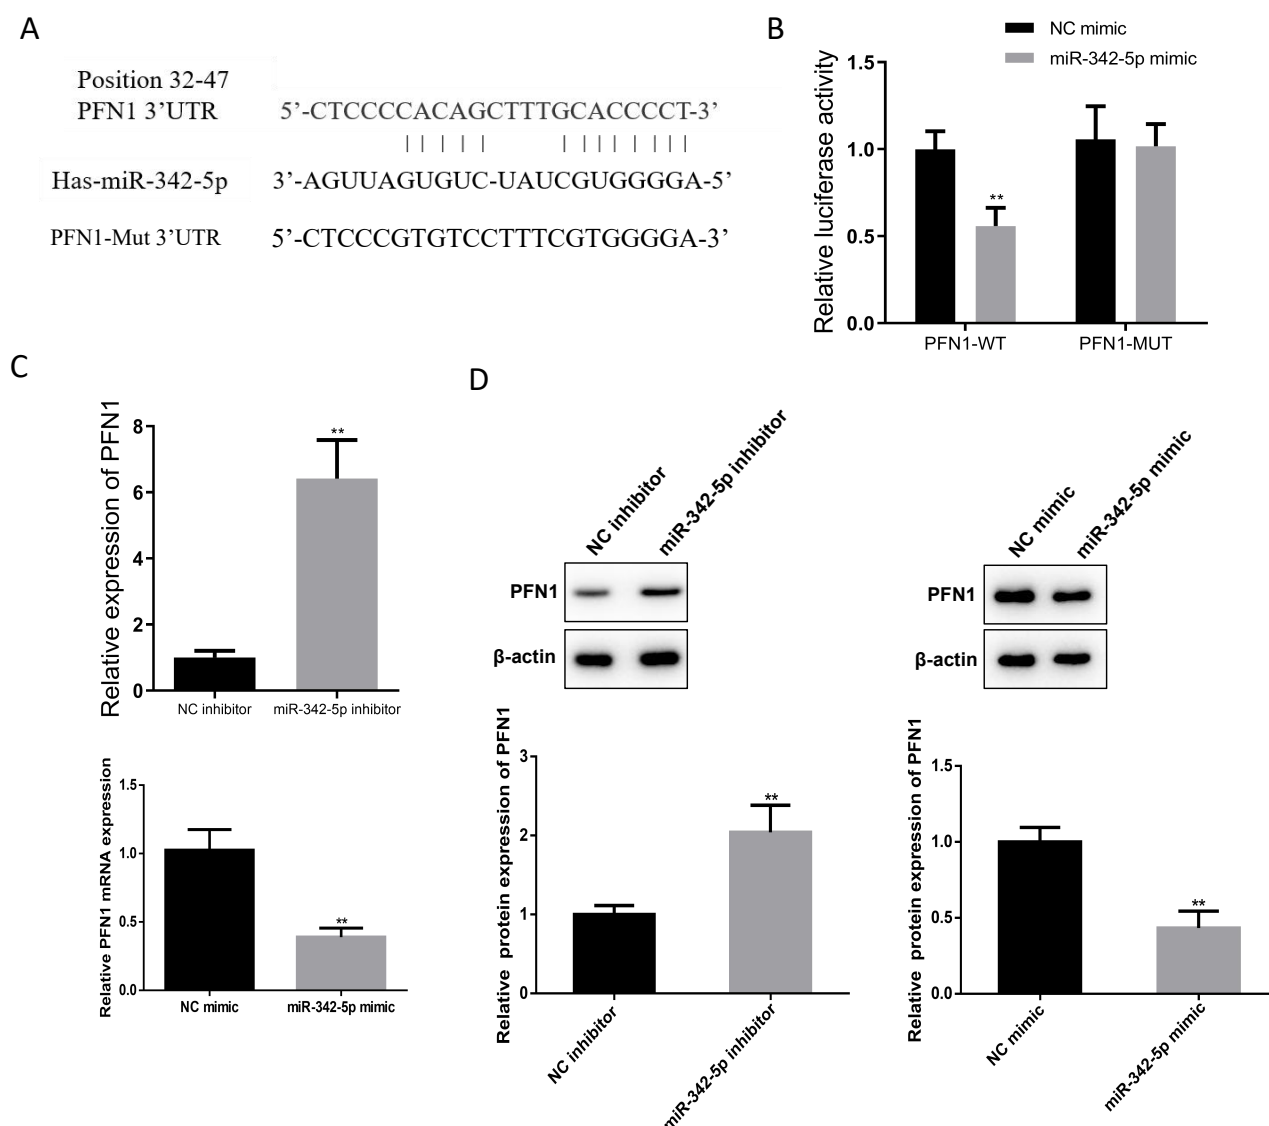 A
Position 32-47
PFN1 3’UTR 5’-CTCCCCACAGCTTTGCACCCCT-3’
Has-miR-342-5p 3’-AGUUAGUGUC-UAUCGUGGGGA-5’
PFN1-Mut 3’UTR 5’-CTCCCGTGTCCTTTCGTGGGGA-3’
B
NC mimic
miR-342-5p mimic
Relative luciferase activity
1.5
1.0
0.5
0.0
**
PFN1-WT PFN1-MUT
C
Relative expression of PFN1
8
6
4
2
0
**
NC inhibitor miR-342-5p inhibitor
Relative PFN1 mRNA expression
1.5
1.0
0.5
0.0
**
NC mimic miR-342-5p mimic
D
NC inhibitor
miR-342-5p inhibitor
PFN1
β-actin
Relative protein expression of PFN1
3
2
1
0
**
NC inhibitor
miR-342-5p inhibitor
NC mimic
miR-342-5p mimic
PFN1
β-actin
Relative protein expression of PFN1
1.5
1.0
0.5
0.0
**
NC mimic
miR-342-5p mimic